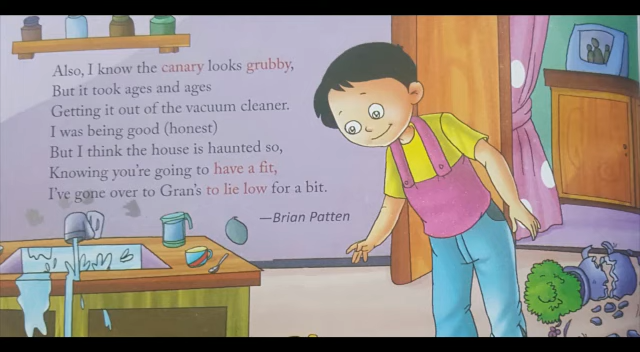 Also, I know the canary looks grubby,
But it took ages and ages
Getting it out of the vacuum cleaner.
I was being good (honest)
But I think the house is haunted so,
Knowing you're going to have a fit,
I've gone over to Gran's to lie low for a bit.
—Brian Patten